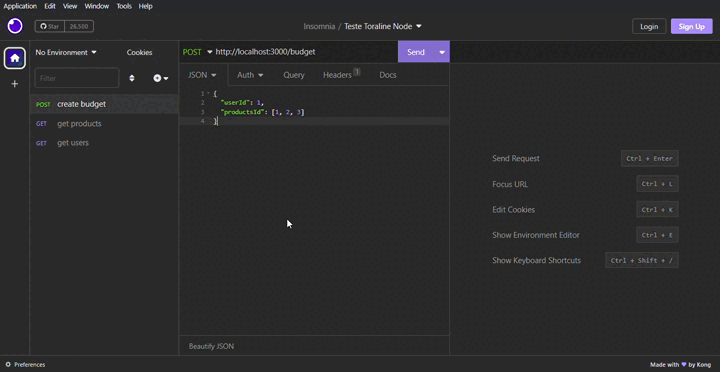 Application Edit View Window Tools Help
Star 26,500
Insomnia / Teste Toraline Node
Login Sign Up
No Environment Cookies
POST http://localhost:3000/budget Send
Filter
JSON Auth Query Headers 1 Docs
POST create budget
GET get products
GET get users
1 {
2 "userId": 1,
3 "productsId": [1, 2, 3]
4 }
Send Request Ctrl + Enter
Focus URL Ctrl + L
Edit Cookies Ctrl + K
Show Environment Editor Ctrl + E
Show Keyboard Shortcuts Ctrl + Shift + /
Beautify JSON
Preferences
Made with by Kong